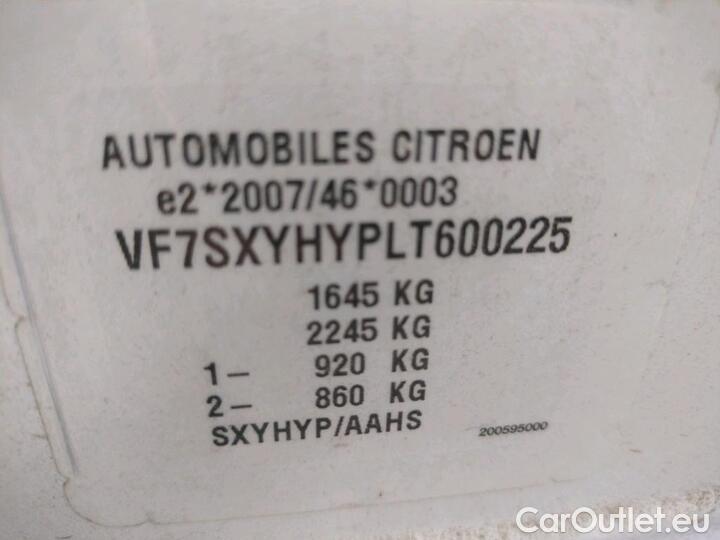 AUTOMOBILES CITROEN
e2*2007/46*0003
VF7SXYHYPLT600225
1645 KG
2245 KG
1– 920 KG
2– 860 KG
SXYHYP/AAHS 200595000
CarOutlet.eu